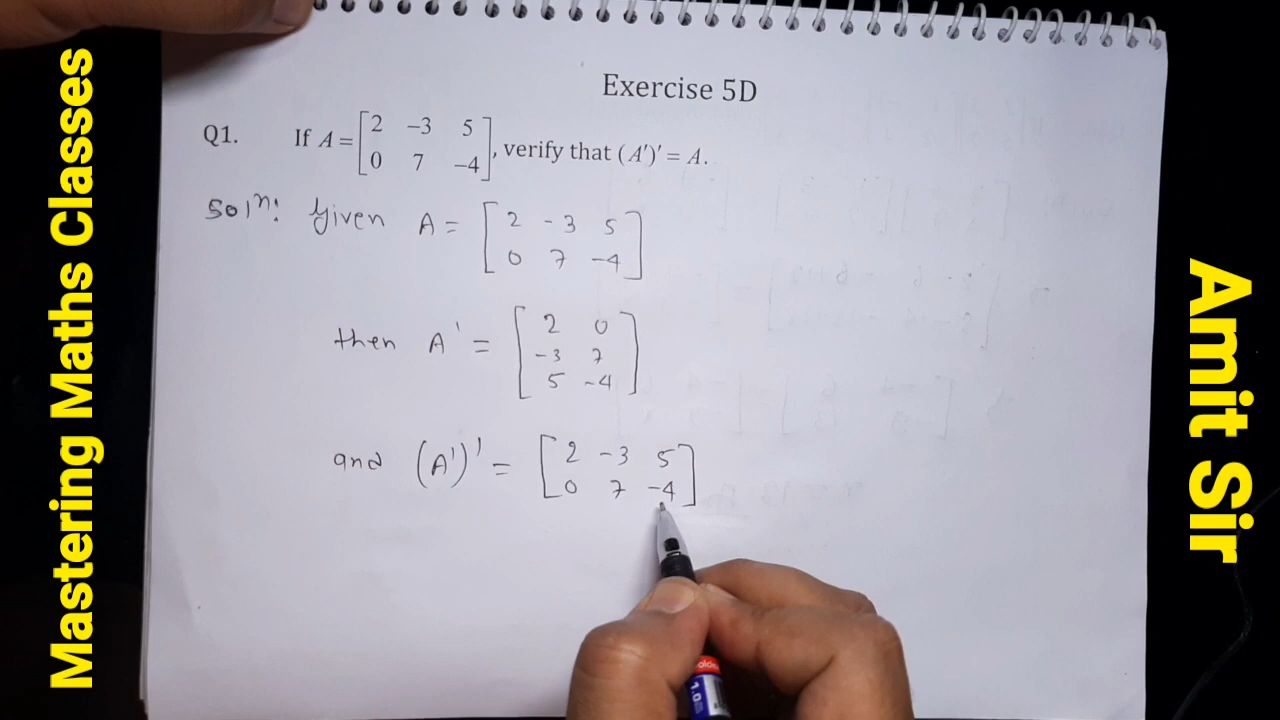 Mastering Maths Classes
Exercise 5D
Q1. If A = [2 −3 5
0 7 −4], verify that (A′)′ = A.
Solⁿ: Given A = [2 -3 5
0 7 -4]
then A' = [2 0
-3 7
5 -4]
and (A')' = [2 -3 5
0 7 -4]
1.0
Amit Sir